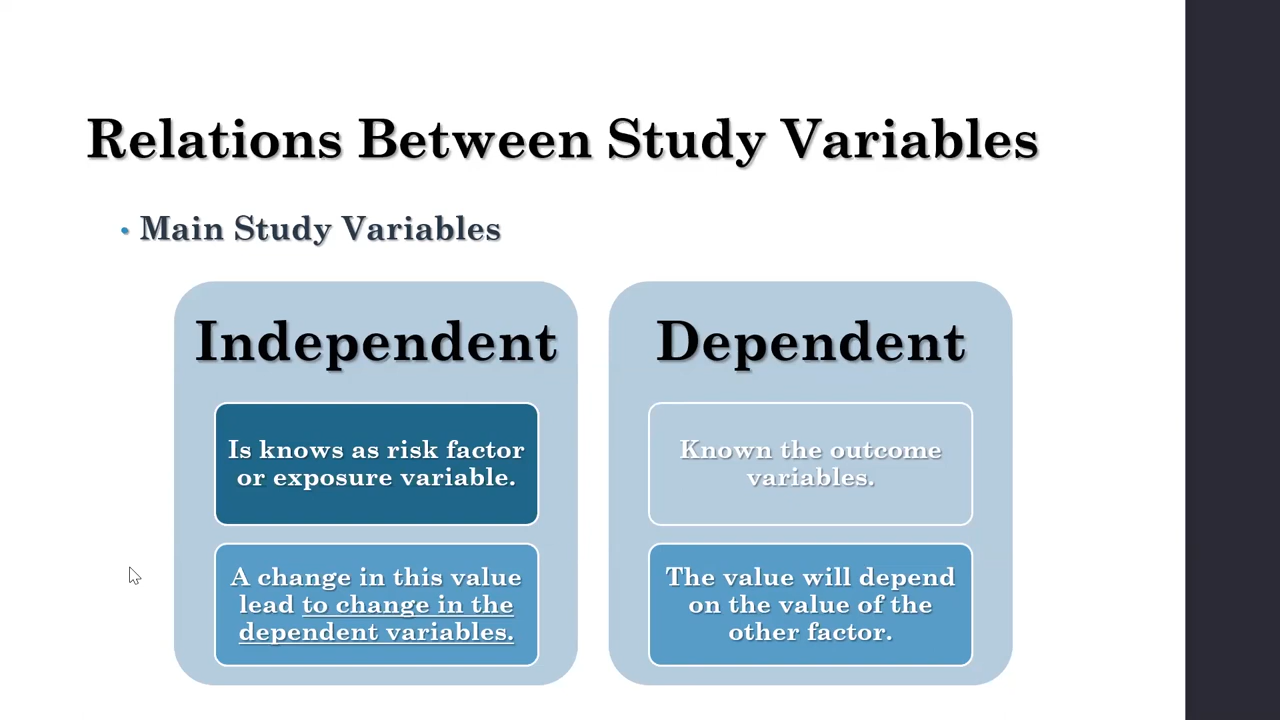 Relations Between Study Variables
• Main Study Variables
Independent
Is knows as risk factor
or exposure variable.
A change in this value
lead to change in the
dependent variables.
Dependent
Known the outcome
variables.
The value will depend
on the value of the
other factor.